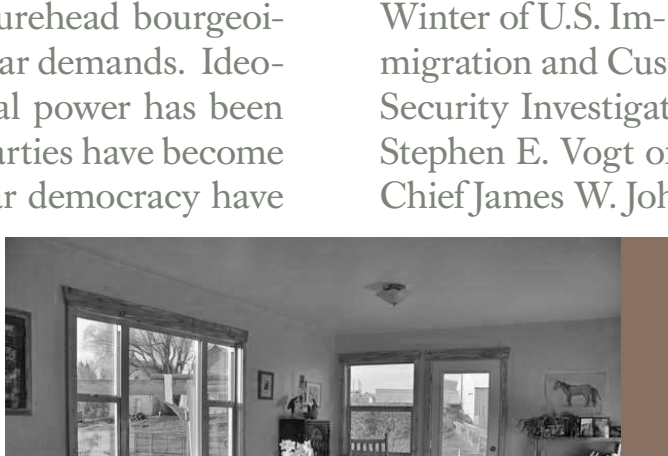 urehead bourgeoi-
ar demands. Ideo-
al power has been
arties have become
ar democracy have
Winter of U.S. Im-
migration and Cus
Security Investigat
Stephen E. Vogt o
Chief James W. Joh